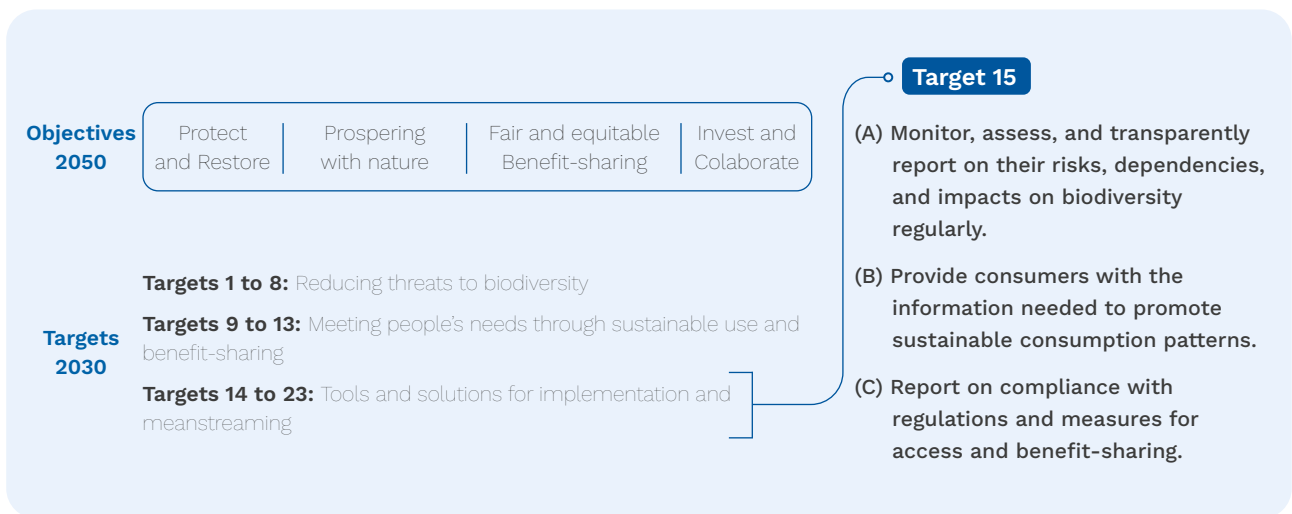 Objectives
2050
Protect
and Restore
Prospering
with nature
Fair and equitable
Benefit-sharing
Invest and
Colaborate
Targets
2030
Targets 1 to 8: Reducing threats to biodiversity
Targets 9 to 13: Meeting people's needs through sustainable use and
benefit-sharing
Targets 14 to 23: Tools and solutions for implementation and
meanstreaming
Target 15
(A) Monitor, assess, and transparently
report on their risks, dependencies,
and impacts on biodiversity
regularly.
(B) Provide consumers with the
information needed to promote
sustainable consumption patterns.
(C) Report on compliance with
regulations and measures for
access and benefit-sharing.